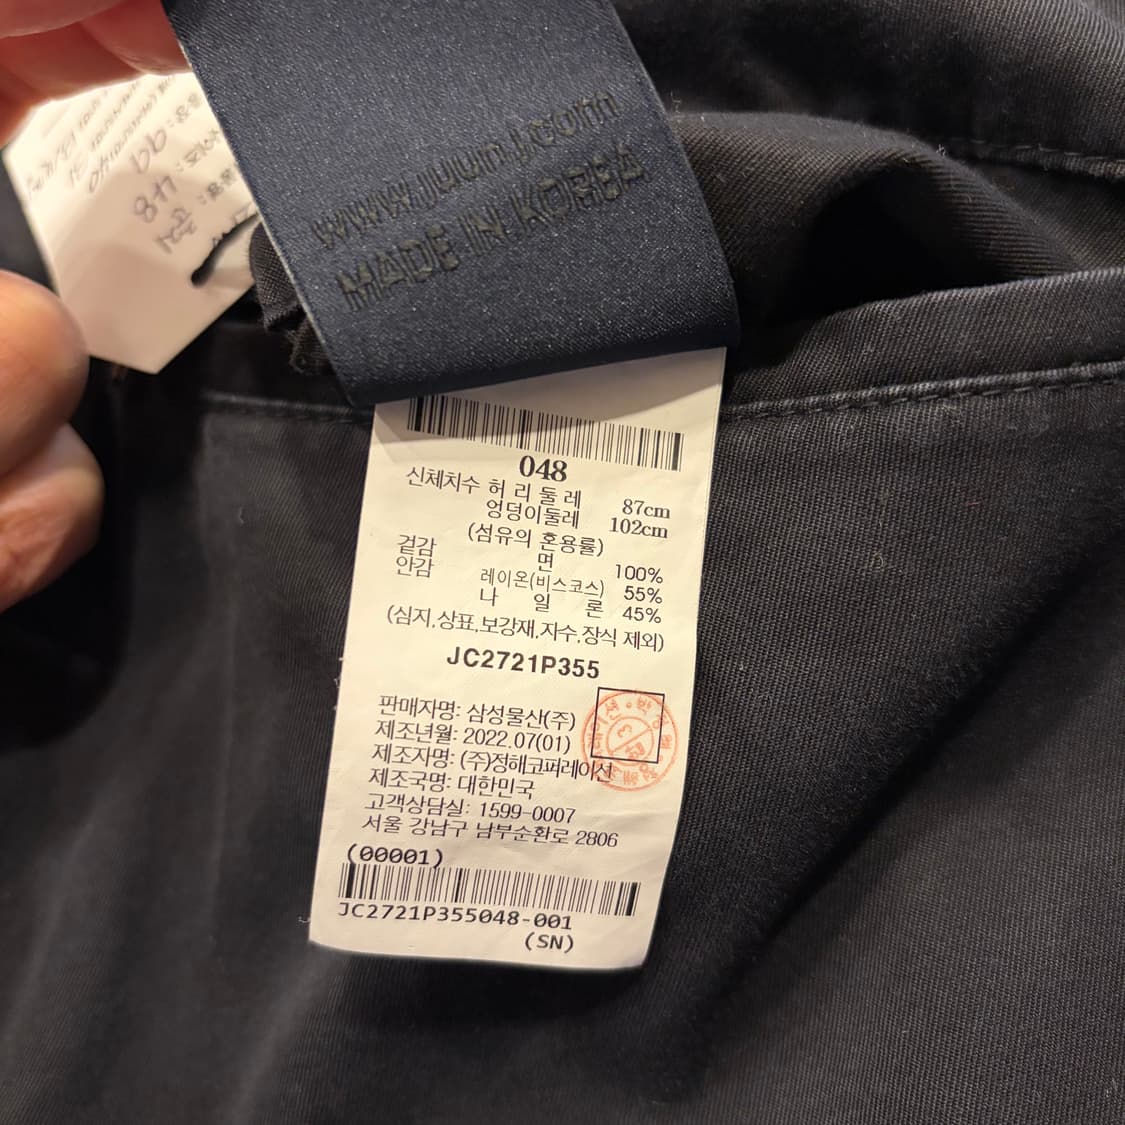 www.juunj.com
MADE IN KOREA
048
신체치수 허리둘레 87cm
엉덩이둘레 102cm
(섬유의 혼용률)
겉감 면 100%
안감 레이온(비스코스) 55%
나일론 45%
(심지,상표,보강재,자수,장식 제외)
JC2721P355
판매자명: 삼성물산(주)
제조년월: 2022.07(01)
제조자명: (주)정해코퍼레이션
제조국명: 대한민국
고객상담실: 1599-0007
서울 강남구 남부순환로 2806
(00001)
JC2721P355048-001
(SN)
48